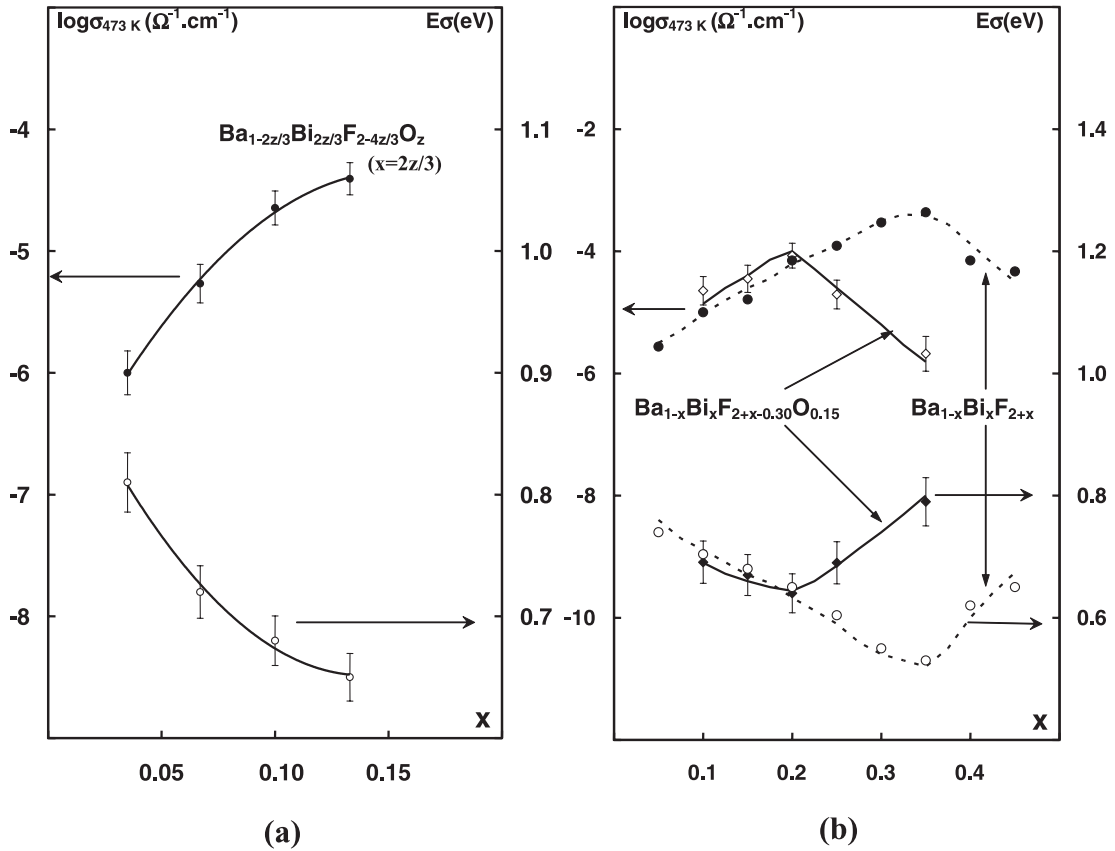 logσ473 K (Ω-1.cm-1) Eσ(eV)
-4 1.1
Ba1-2z/3Bi2z/3F2-4z/3Oz
(x=2z/3)
-5 1.0
-6 0.9
-7 0.8
-8 0.7
X
0.05 0.10 0.15
(a)
logσ473 K (Ω-1.cm-1) Eσ(eV)
-2 1.4
-4 1.2
-6 1.0
Ba1-xBixF2+x-0.30O0.15 Ba1-xBixF2+x
-8 0.8
-10 0.6
X
0.1 0.2 0.3 0.4
(b)